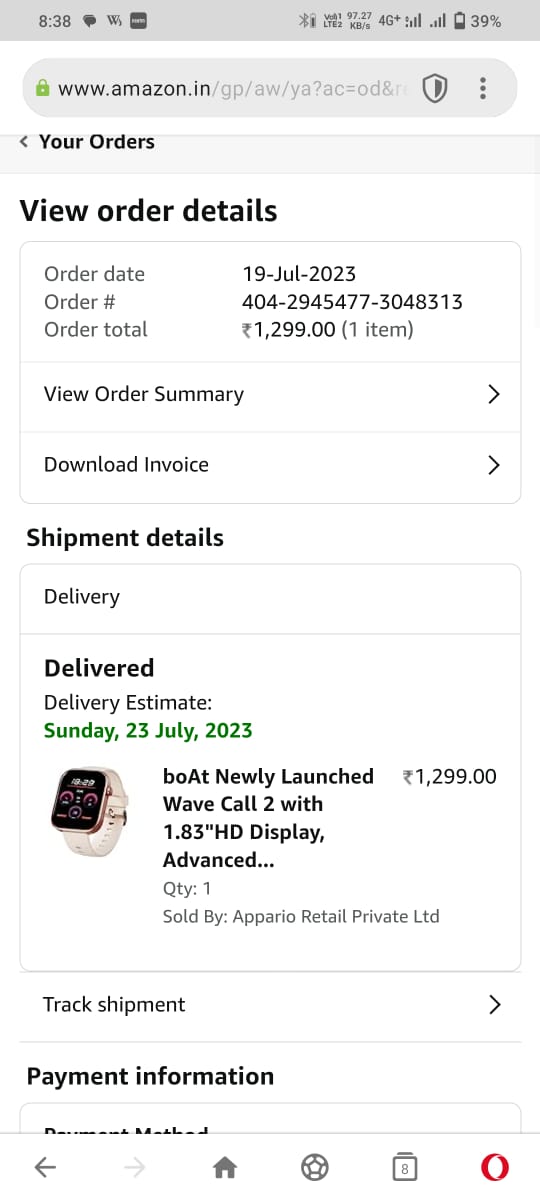 8:38
Vo))1
LTE2
97.27
KB/s
4G+
39%
www.amazon.in/gp/aw/ya?ac=od&re
Your Orders
View order details
Order date 19-Jul-2023
Order # 404-2945477-3048313
Order total ₹1,299.00 (1 item)
View Order Summary
Download Invoice
Shipment details
Delivery
Delivered
Delivery Estimate:
Sunday, 23 July, 2023
boAt Newly Launched ₹1,299.00
Wave Call 2 with
1.83"HD Display,
Advanced...
Qty: 1
Sold By: Appario Retail Private Ltd
Track shipment
Payment information
Payment Method
8